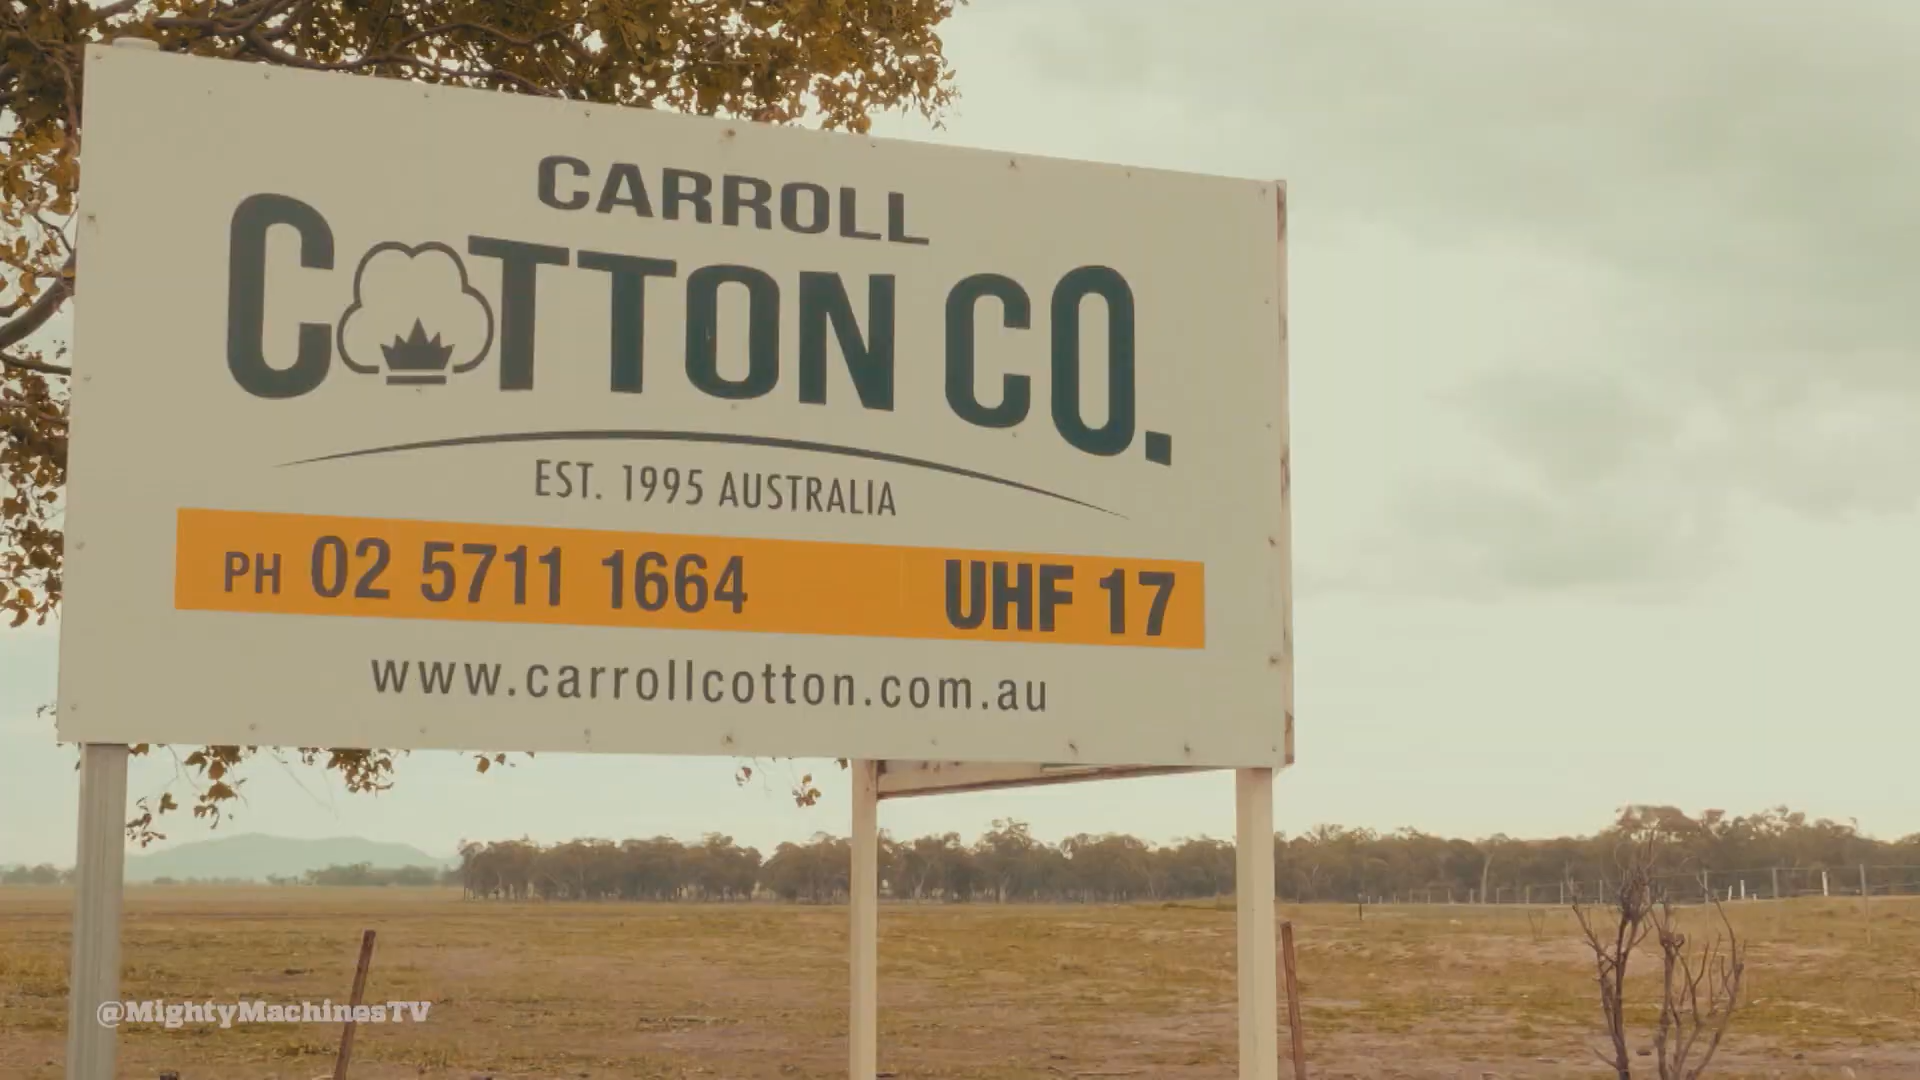 CARROLL
COTTON CO.
EST. 1995 AUSTRALIA
PH 02 5711 1664 UHF 17
www.carrollcotton.com.au
@MightyMachinesTV